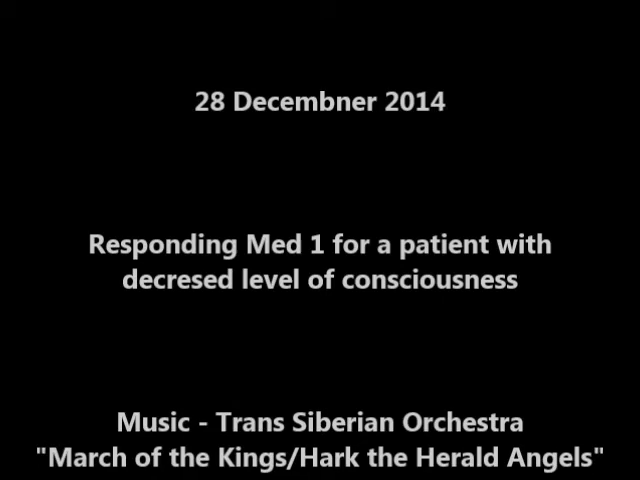 28 Decembner 2014
Responding Med 1 for a patient with
decresed level of consciousness
Music - Trans Siberian Orchestra
"March of the Kings/Hark the Herald Angels"